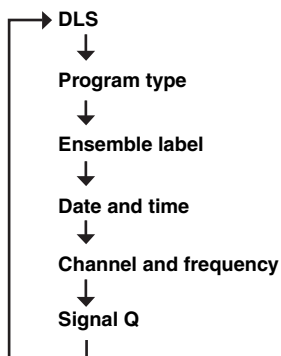 DLS
Program type
Ensemble label
Date and time
Channel and frequency
Signal Q